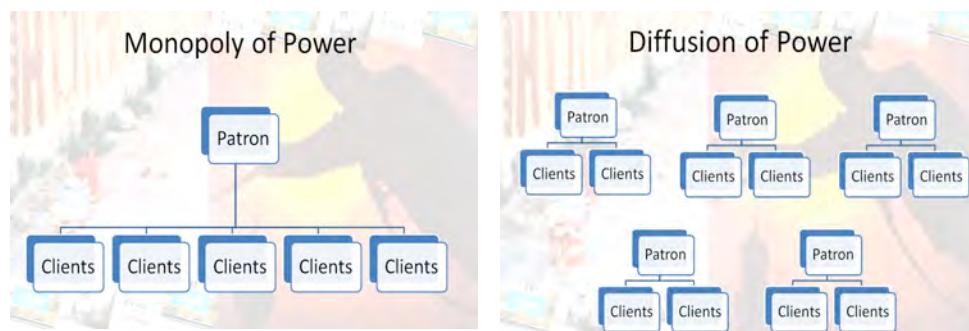 Monopoly of Power
Patron
Clients Clients Clients Clients Clients
Diffusion of Power
Patron Patron Patron
Clients Clients Clients Clients Clients Clients
Patron Patron
Clients Clients Clients Clients